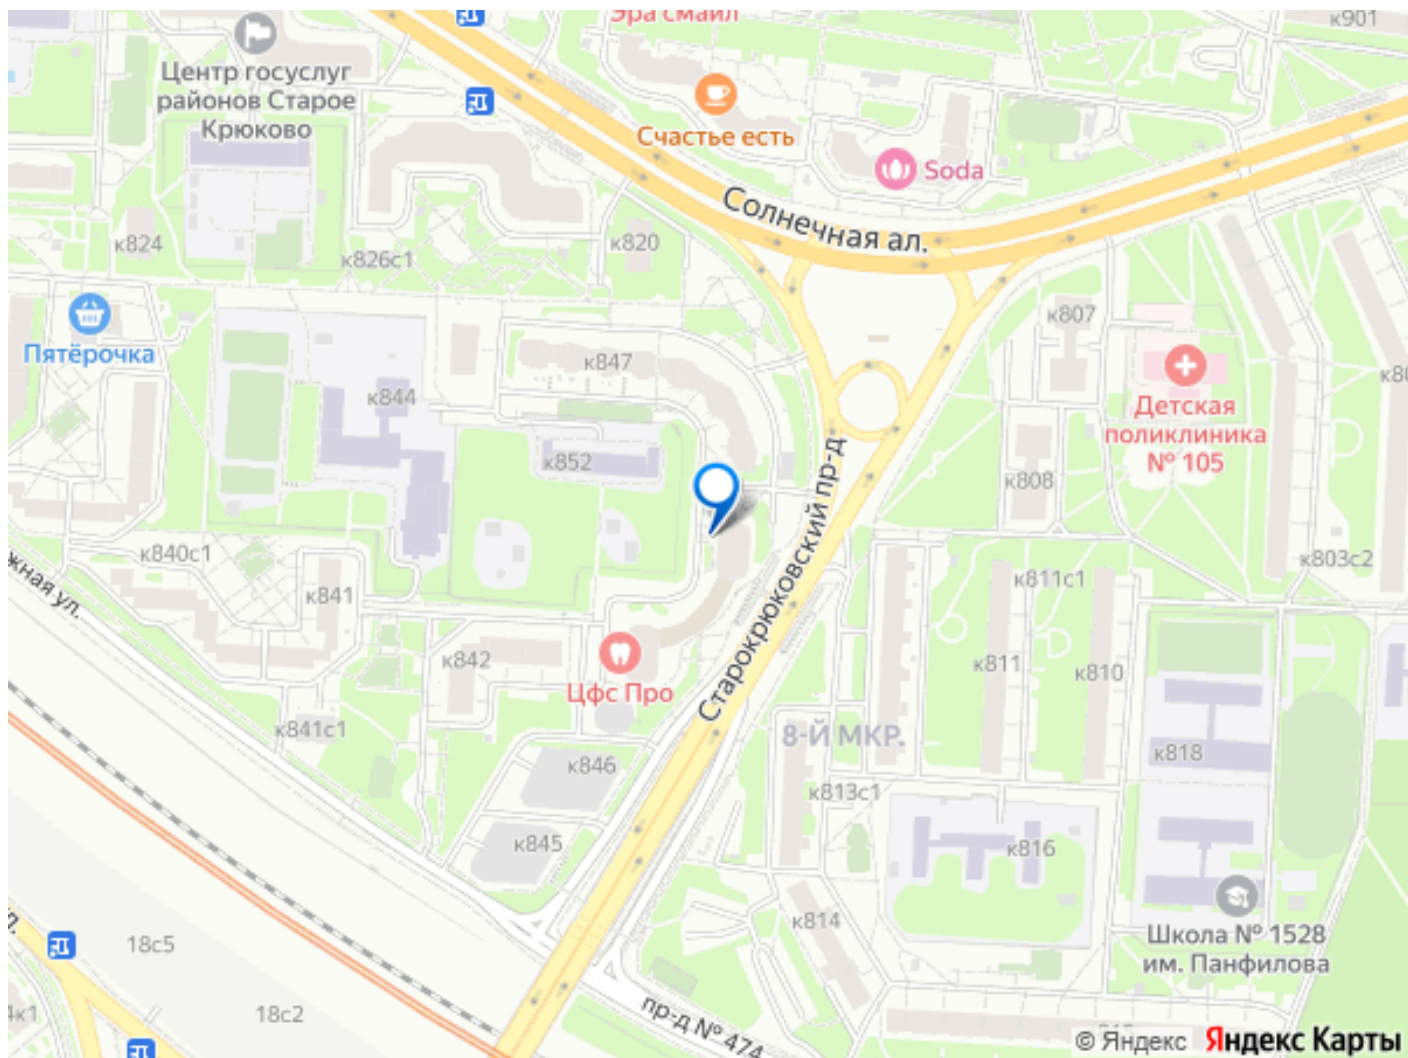 Эра смайл
к901
Центр госуслуг
районов Старое
Крюково
Счастье есть
Soda
Солнечная ал.
к824
к826с1
к820
Пятёрочка
к847
к807
к844
Детская
поликлиника
№ 105
к852
к808
к840с1
к803с2
жная ул.
к841
к811с1
Старокрюковский пр-д
к842
к811
к810
Цфс Про
к841с1
8-Й МКР.
к846
к818
к813с1
к845
к816
к814
Школа № 1528
им. Панфилова
18с5
18с2
4к1
пр-д № 474
© Яндекс Яндекс Карты